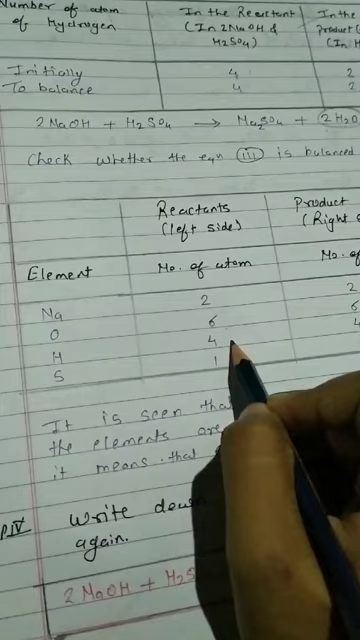 Number of atom of Hydrogen
In the Reactant (In 2NaOH & H2SO4)
In the Product
Initially 4 2
To balance 4 2
2NaOH + H2SO4 → Na2SO4 + 2H2O
Check whether the eqn (iii) is balanced
Reactants (left side)
Product (Right
Element No. of atom No. of
Na 2 2
O 6 6
H 4 4
S 1
It is seen
the elements are
it means that
Write down
again.
2NaOH + H2S